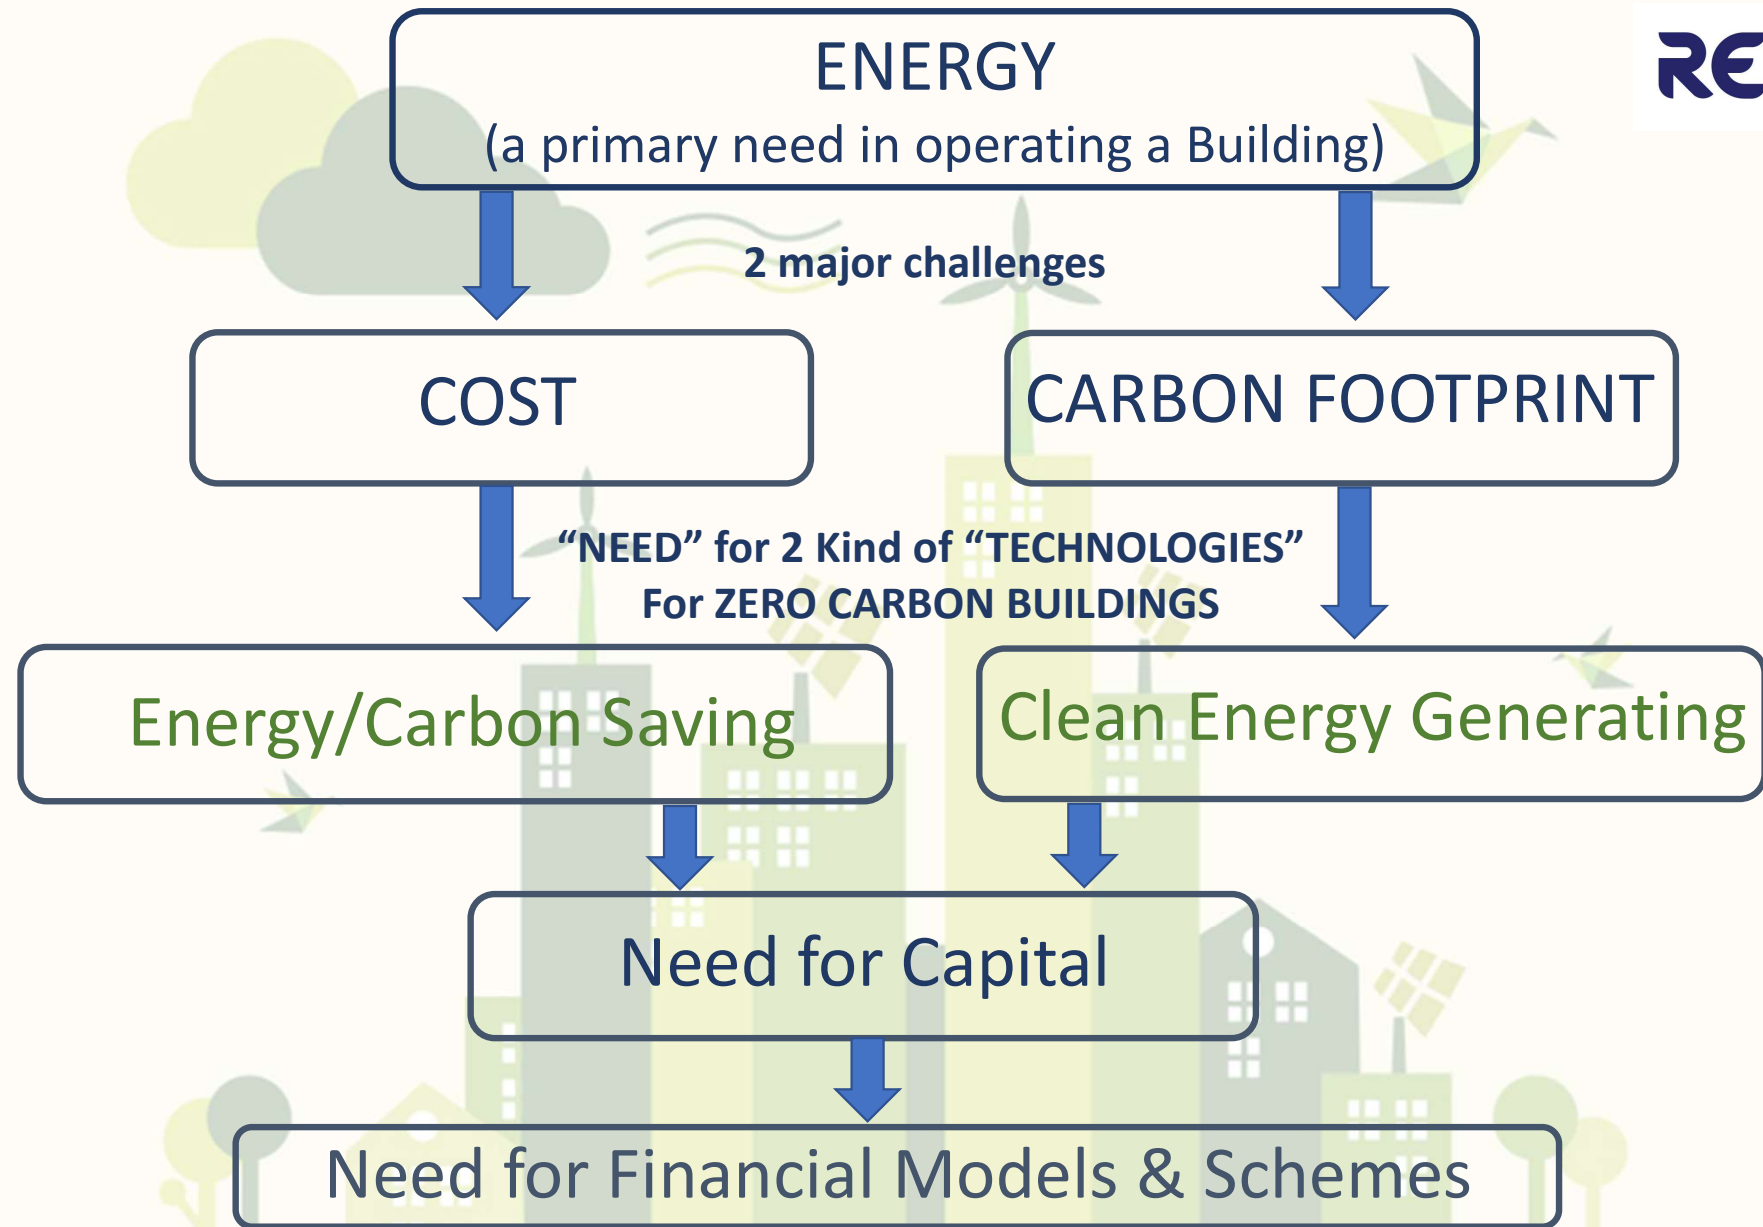 ENERGY
RE
(a primary need in operating a Building)
2 major challenges
COST
CARBON FOOTPRINT
“NEED” for 2 Kind of “TECHNOLOGIES”
For ZERO CARBON BUILDINGS
Energy/Carbon Saving
Clean Energy Generating
Need for Capital
Need for Financial Models & Schemes